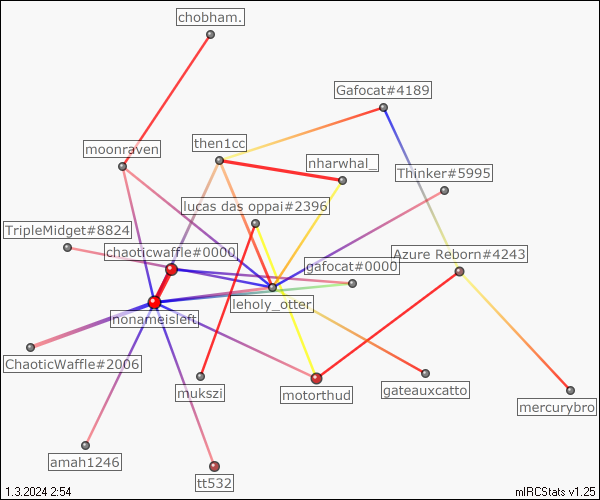 chobham.
Gafocat#4189
moonraven
then1cc
nharwhal_
Thinker#5995
lucas das oppai#2396
TripleMidget#8824
chaoticwaffle#0000
Azure Reborn#4243
gafocat#0000
leholy_otter
nonameisleft
ChaoticWaffle#2006
mukszi
motorthud
gateauxcatto
mercurybro
amah1246
tt532
1.3.2024 2:54
mIRCStats v1.25